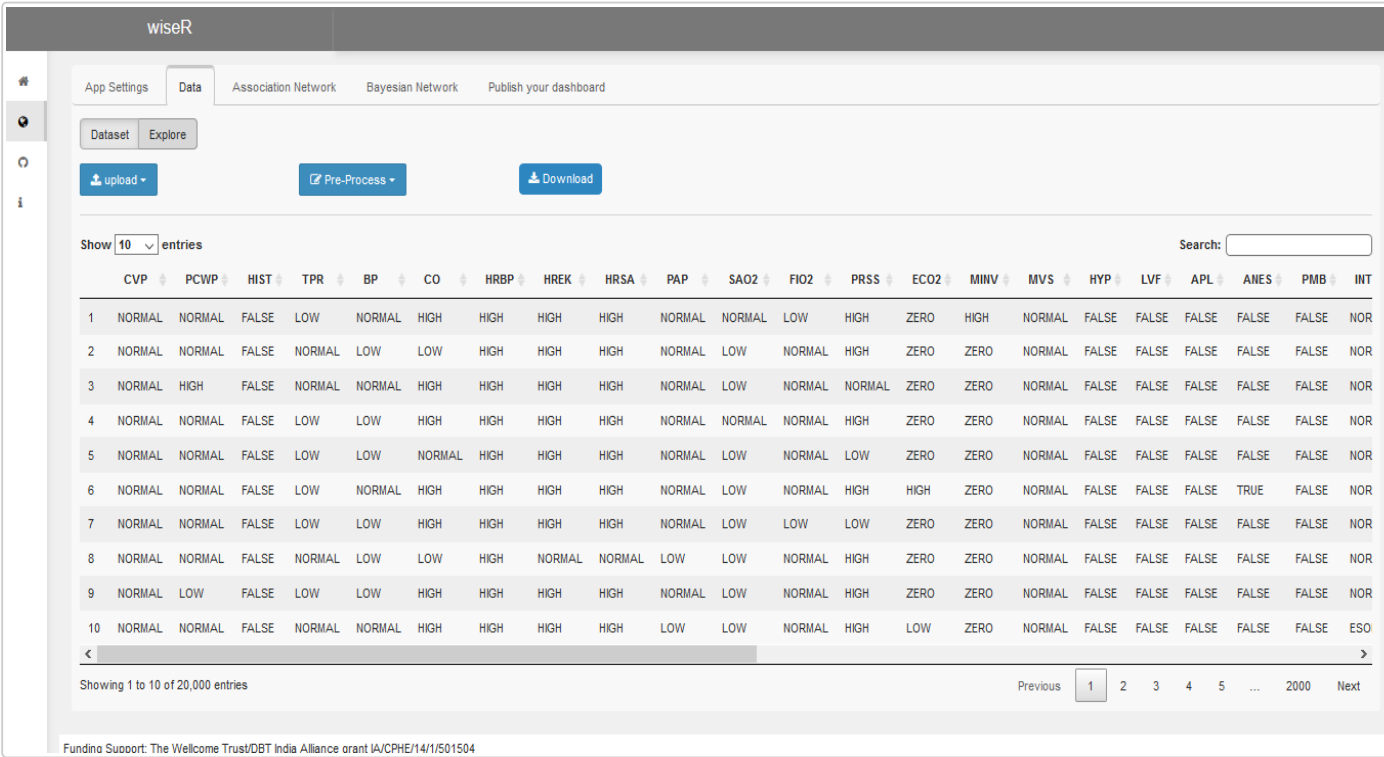 wiseR
App Settings Data Association Network Bayesian Network Publish your dashboard
Dataset Explore
upload Pre-Process Download
Show 10 entries Search:
CVP PCWP HIST TPR BP CO HRBP HREK HRSA PAP SAO2 FIO2 PRSS ECO2 MINV MVS HYP LVF APL ANES PMB INT
1 NORMAL NORMAL FALSE LOW NORMAL HIGH HIGH HIGH HIGH NORMAL NORMAL LOW HIGH ZERO HIGH NORMAL FALSE FALSE FALSE FALSE FALSE NOR
2 NORMAL NORMAL FALSE NORMAL LOW LOW HIGH HIGH HIGH NORMAL LOW NORMAL HIGH ZERO ZERO NORMAL FALSE FALSE FALSE FALSE FALSE NOR
3 NORMAL HIGH FALSE NORMAL NORMAL HIGH HIGH HIGH HIGH NORMAL LOW NORMAL NORMAL ZERO ZERO NORMAL FALSE FALSE FALSE FALSE FALSE NOR
4 NORMAL NORMAL FALSE LOW LOW HIGH HIGH HIGH HIGH NORMAL NORMAL NORMAL HIGH ZERO ZERO NORMAL FALSE FALSE FALSE FALSE FALSE NOR
5 NORMAL NORMAL FALSE LOW LOW NORMAL HIGH HIGH HIGH NORMAL LOW NORMAL LOW ZERO ZERO NORMAL FALSE FALSE FALSE FALSE FALSE NOR
6 NORMAL NORMAL FALSE LOW NORMAL HIGH HIGH HIGH HIGH NORMAL LOW NORMAL HIGH HIGH ZERO NORMAL FALSE FALSE FALSE TRUE FALSE NOR
7 NORMAL NORMAL FALSE LOW LOW HIGH HIGH HIGH HIGH NORMAL LOW LOW LOW ZERO ZERO NORMAL FALSE FALSE FALSE FALSE FALSE NOR
8 NORMAL NORMAL FALSE NORMAL LOW LOW HIGH NORMAL NORMAL LOW LOW NORMAL HIGH ZERO ZERO NORMAL FALSE FALSE FALSE FALSE FALSE NOR
9 NORMAL LOW FALSE LOW LOW HIGH HIGH HIGH HIGH NORMAL LOW NORMAL HIGH ZERO ZERO NORMAL FALSE FALSE FALSE FALSE FALSE NOR
10 NORMAL NORMAL FALSE NORMAL NORMAL HIGH HIGH HIGH HIGH LOW LOW NORMAL HIGH LOW ZERO NORMAL FALSE FALSE FALSE FALSE FALSE ESO
Showing 1 to 10 of 20,000 entries Previous 1 2 3 4 5 ... 2000 Next
Funding Support: The Wellcome Trust/DBT India Alliance grant IA/CPHE/14/1/501504